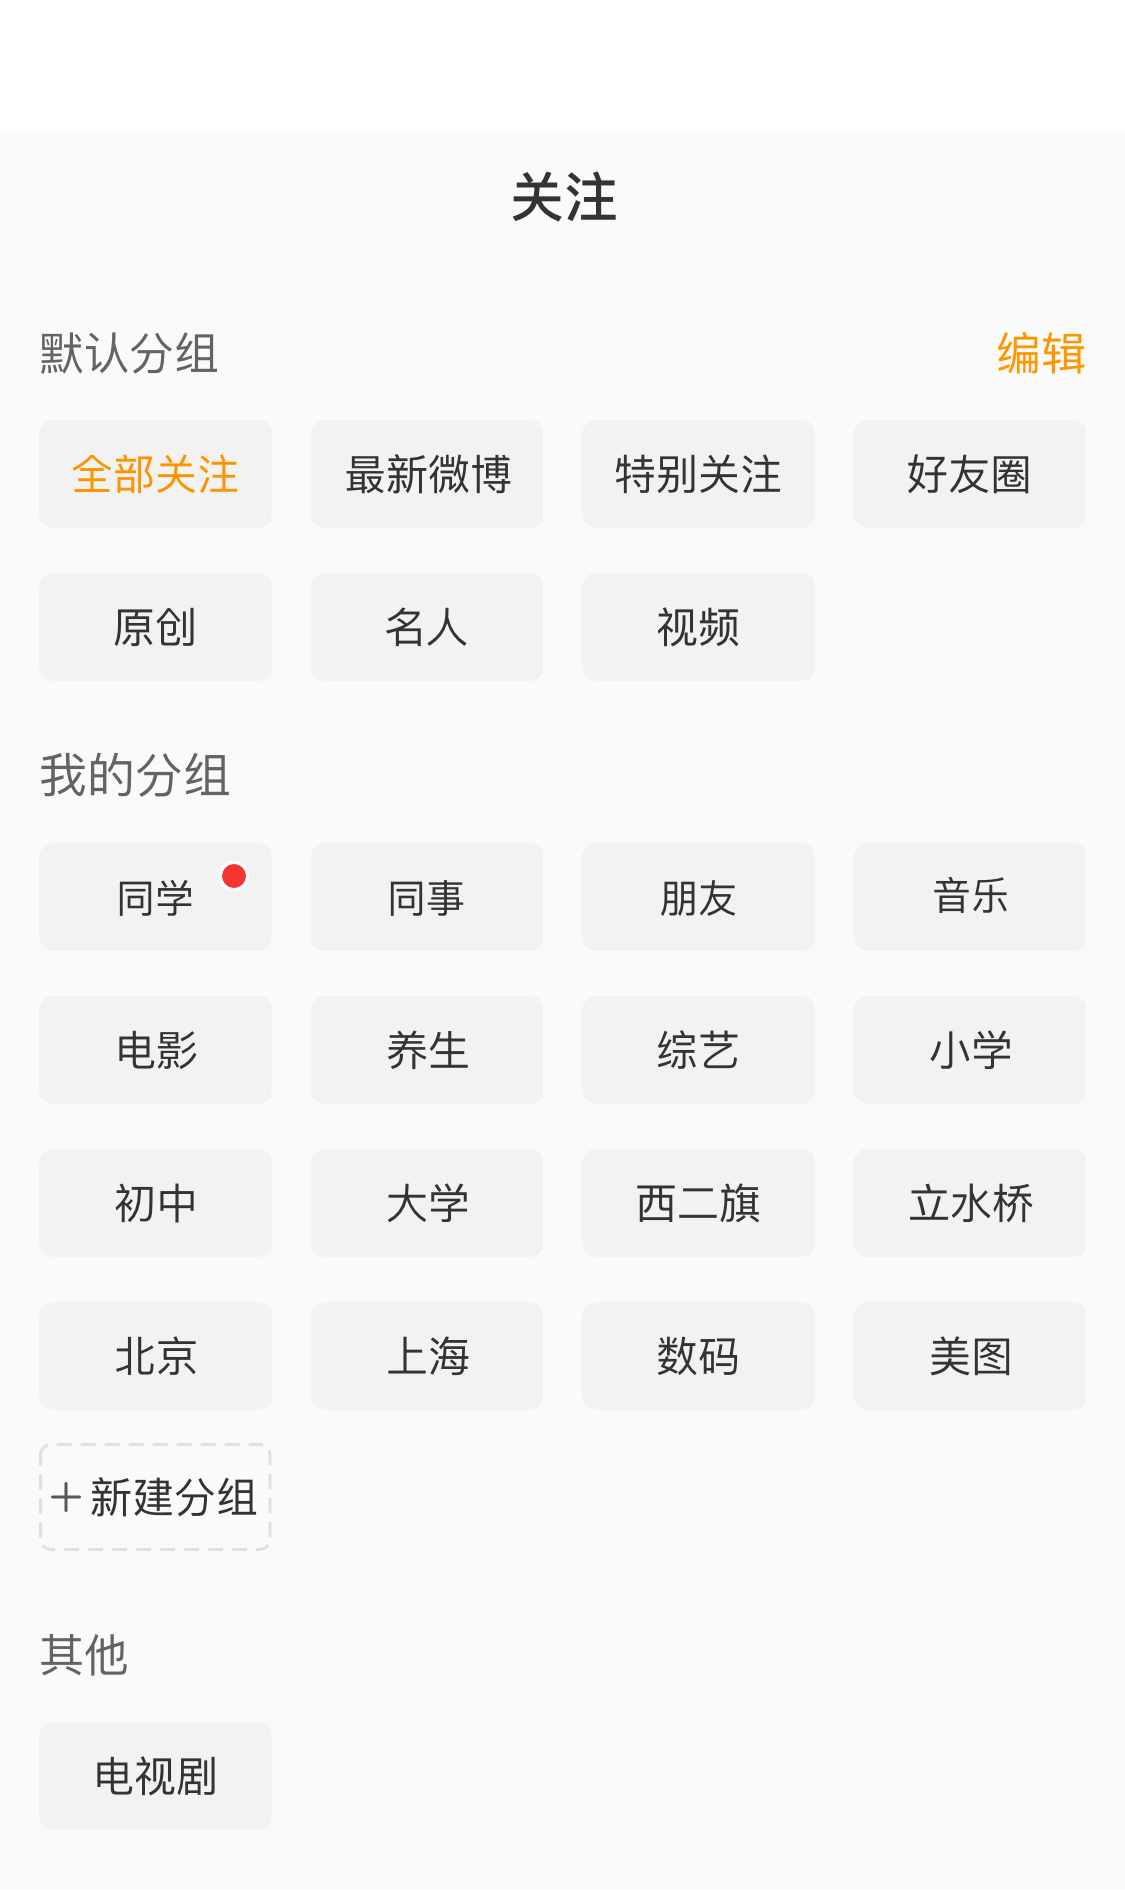 关注
默认分组 编辑
全部关注 最新微博 特别关注 好友圈
原创 名人 视频
我的分组
同学 同事 朋友 音乐
电影 养生 综艺 小学
初中 大学 西二旗 立水桥
北京 上海 数码 美图
+ 新建分组
其他
电视剧